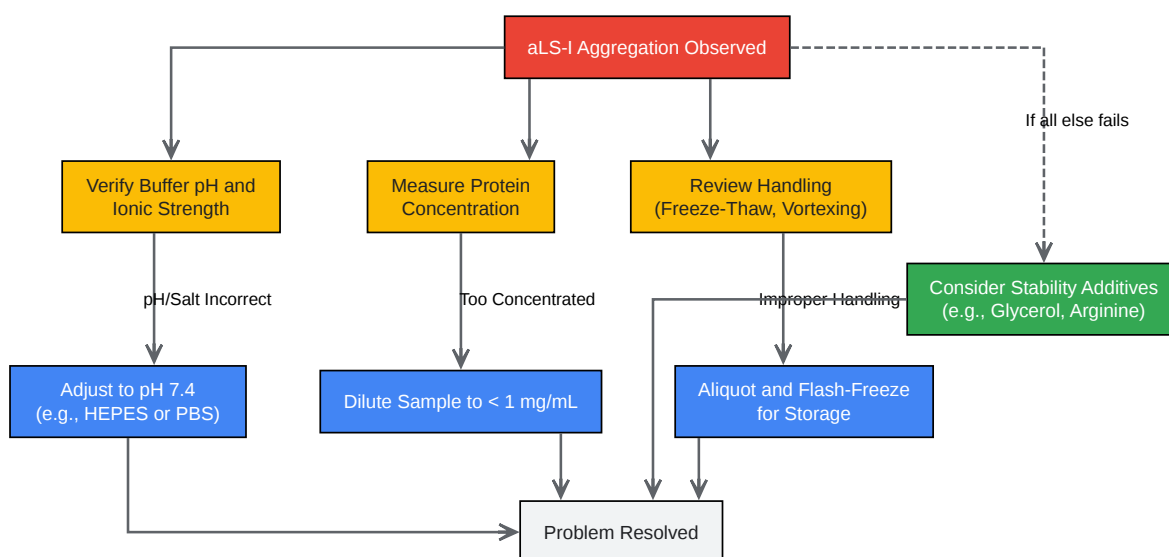 aLS-I Aggregation Observed
If all else fails
Verify Buffer pH and
Ionic Strength
Measure Protein
Concentration
Review Handling
(Freeze-Thaw, Vortexing)
pH/Salt Incorrect
Too Concentrated
Improper Handling
Consider Stability Additives
(e.g., Glycerol, Arginine)
Adjust to pH 7.4
(e.g., HEPES or PBS)
Dilute Sample to < 1 mg/mL
Aliquot and Flash-Freeze
for Storage
Problem Resolved